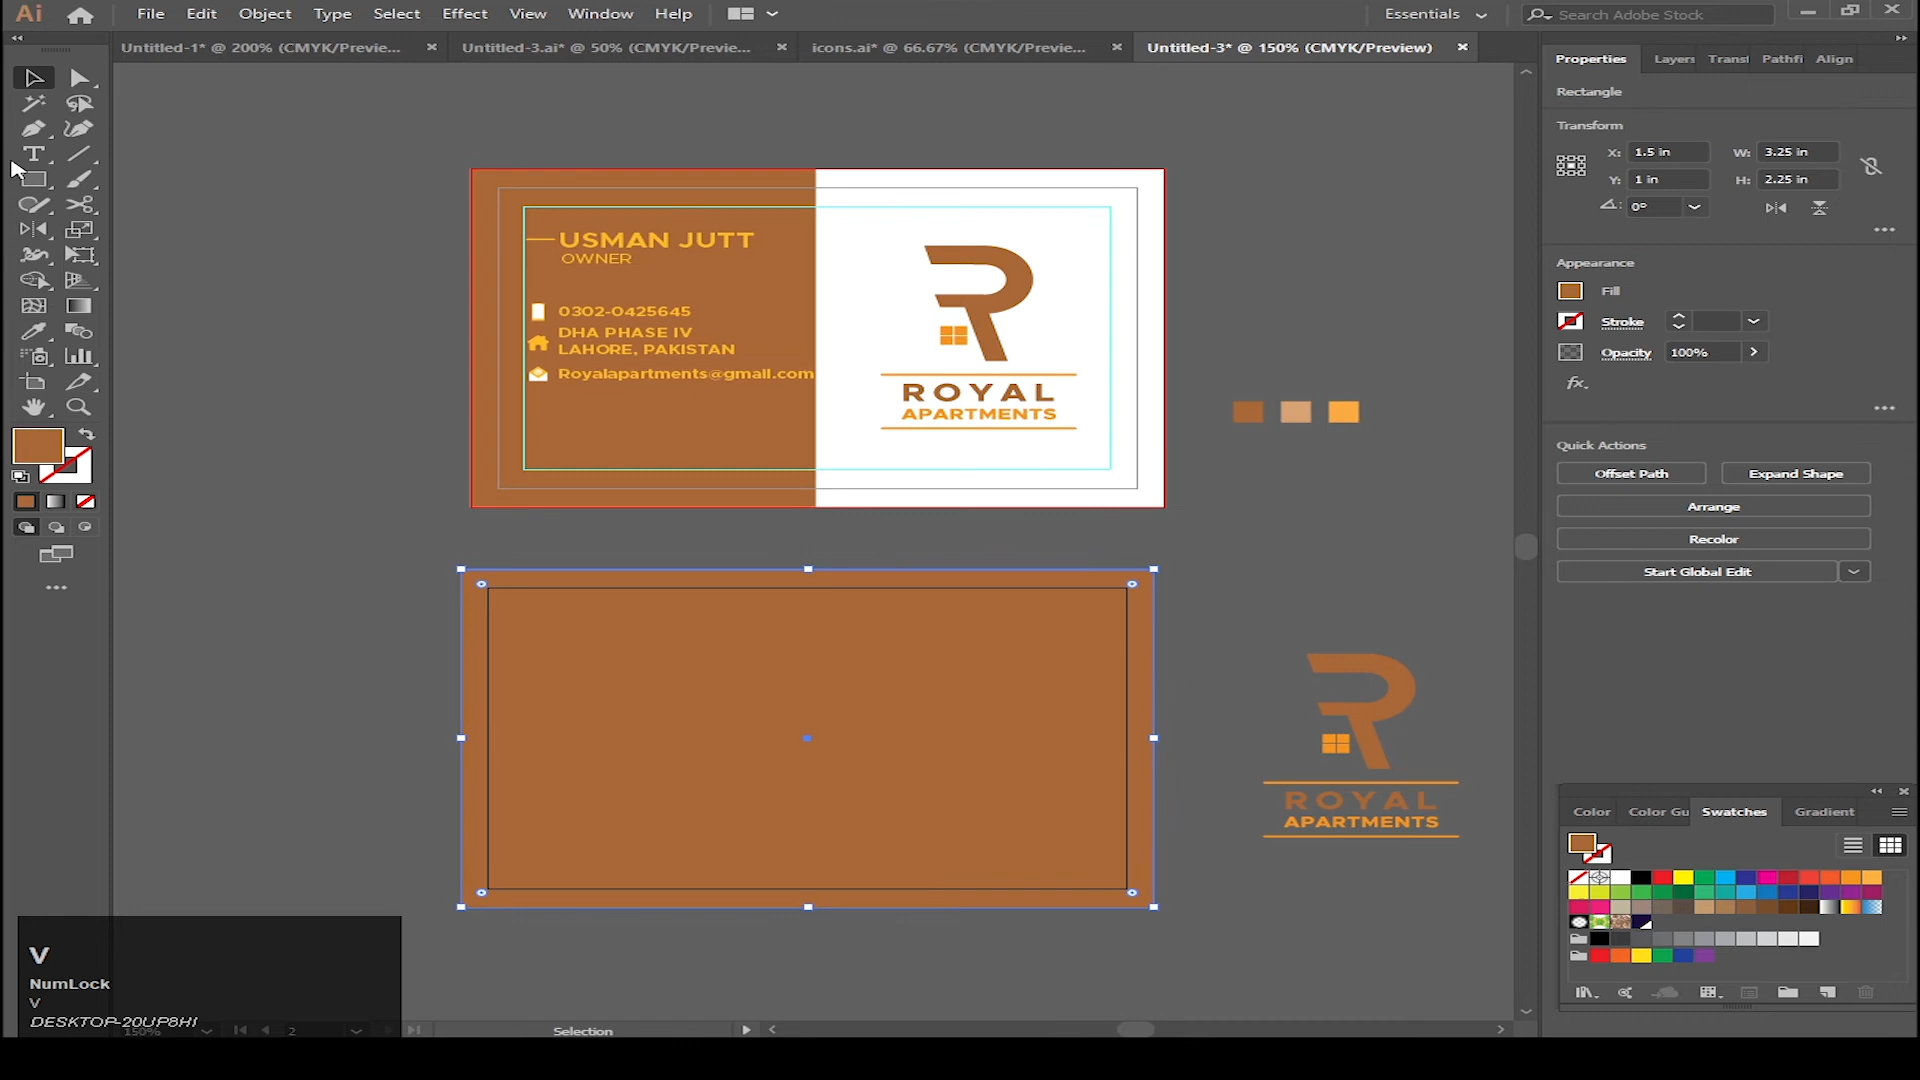 Ai File Edit Object Type Select Effect View Window Help Essentials Search Adobe Stock
Untitled-1* @ 200% (CMYK/Previe... Untitled-3.ai* @ 50% (CMYK/Previe... icons.ai* @ 66.67% (CMYK/Previe... Untitled-3* @ 150% (CMYK/Preview)
Properties Layers Transf Pathfi Align
Rectangle
Transform
X: 1.5 in W: 3.25 in
Y: 1 in H: 2.25 in
0°
Appearance
Fill
Stroke
Opacity 100%
fx
Quick Actions
Offset Path Expand Shape
Arrange
Recolor
Start Global Edit
USMAN JUTT
OWNER
0302-0425645
DHA PHASE IV
LAHORE, PAKISTAN
Royalapartments@gmail.com
R
ROYAL
APARTMENTS
R
ROYAL
APARTMENTS
Color Color Gu Swatches Gradient
V
NumLock
V
DESKTOP-20UP8HI
150% 2 Selection